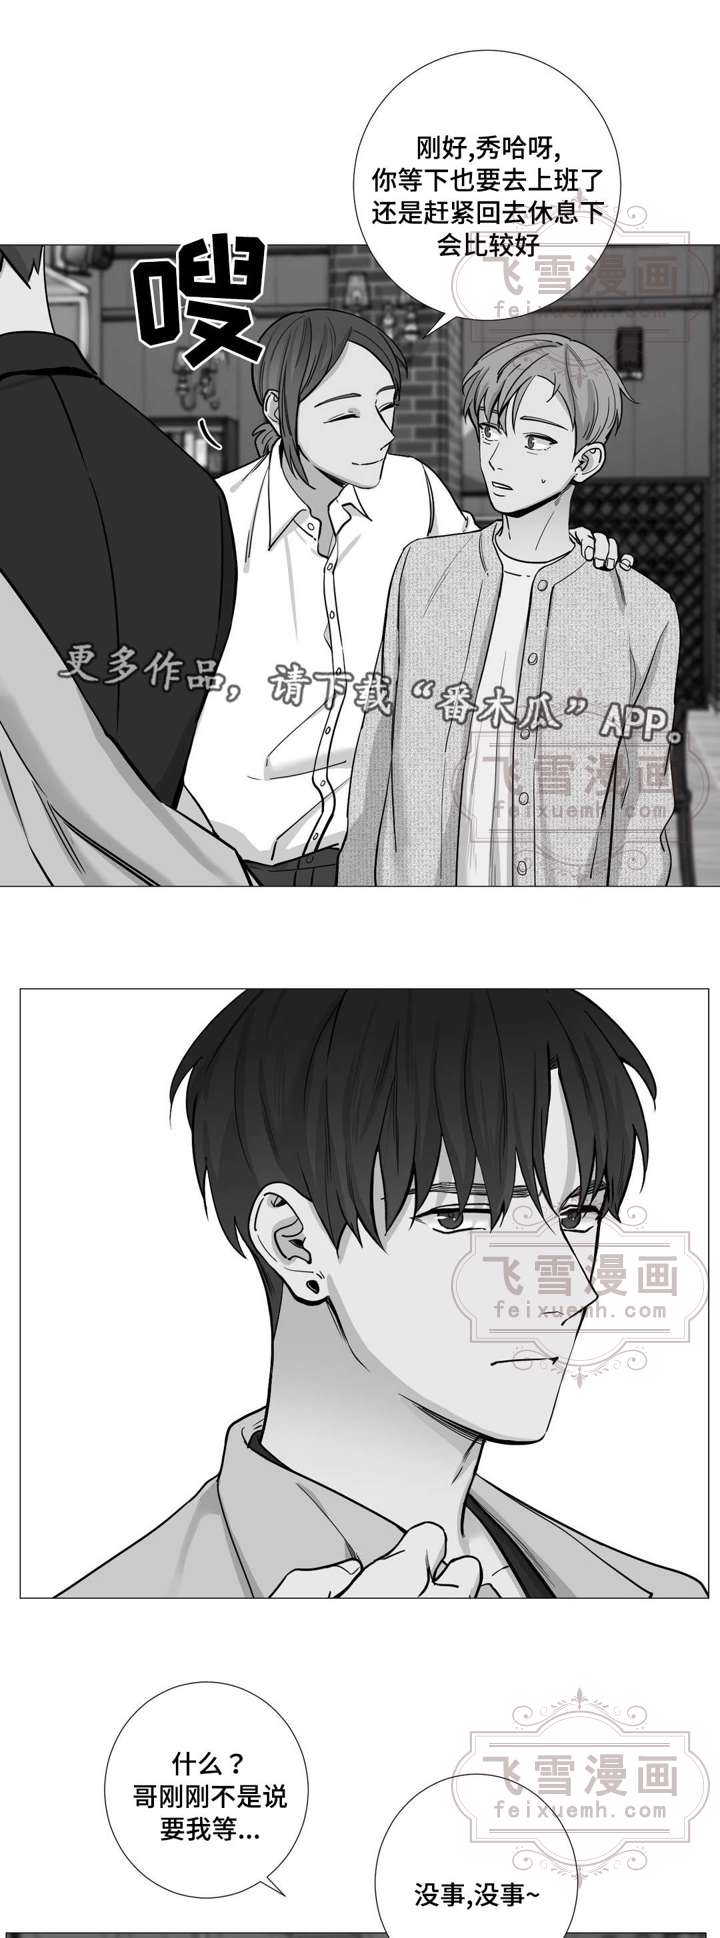 刚好,秀哈呀,
你等下也要去上班了
还是赶紧回去休息下
会比较好
飞雪漫画
feixuemh.com
嗖
更多作品，请下载“番木瓜”APP。
飞雪漫画
feixuemh.com
飞雪漫画
feixuemh.com
什么？
哥刚刚不是说
要我等...
飞雪漫画
feixuemh.com
没事,没事~